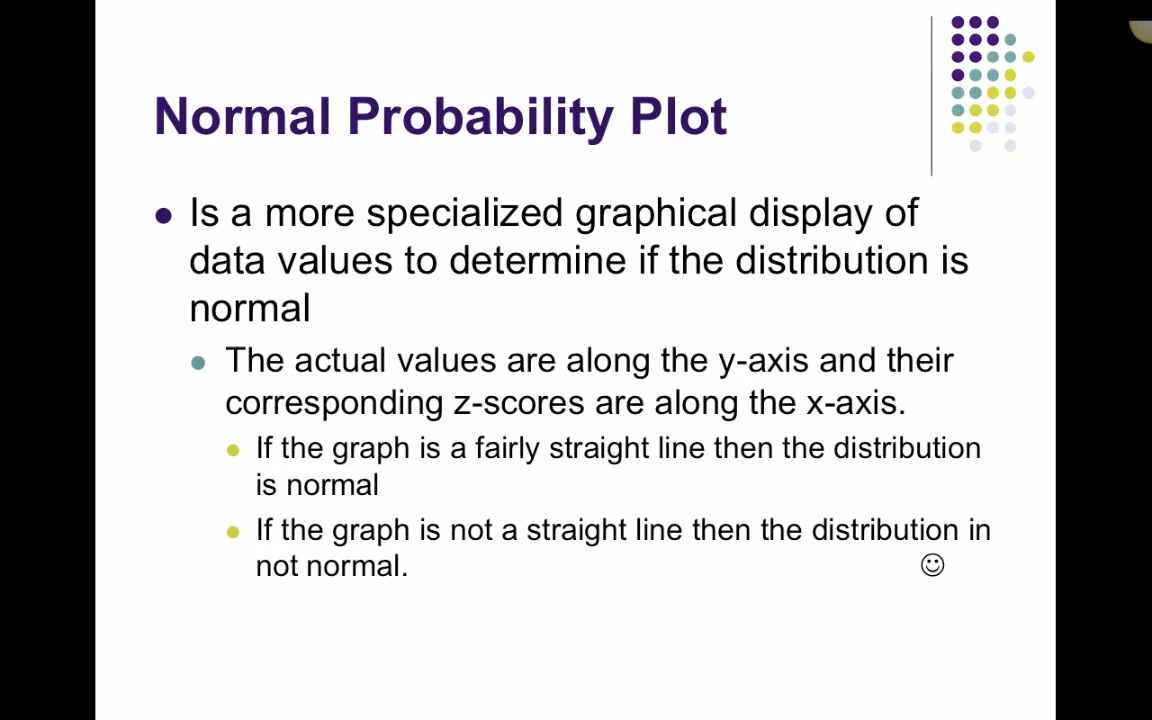 Normal Probability Plot
Is a more specialized graphical display of
data values to determine if the distribution is
normal
The actual values are along the y-axis and their
corresponding z-scores are along the x-axis.
If the graph is a fairly straight line then the distribution
is normal
If the graph is not a straight line then the distribution in
not normal.